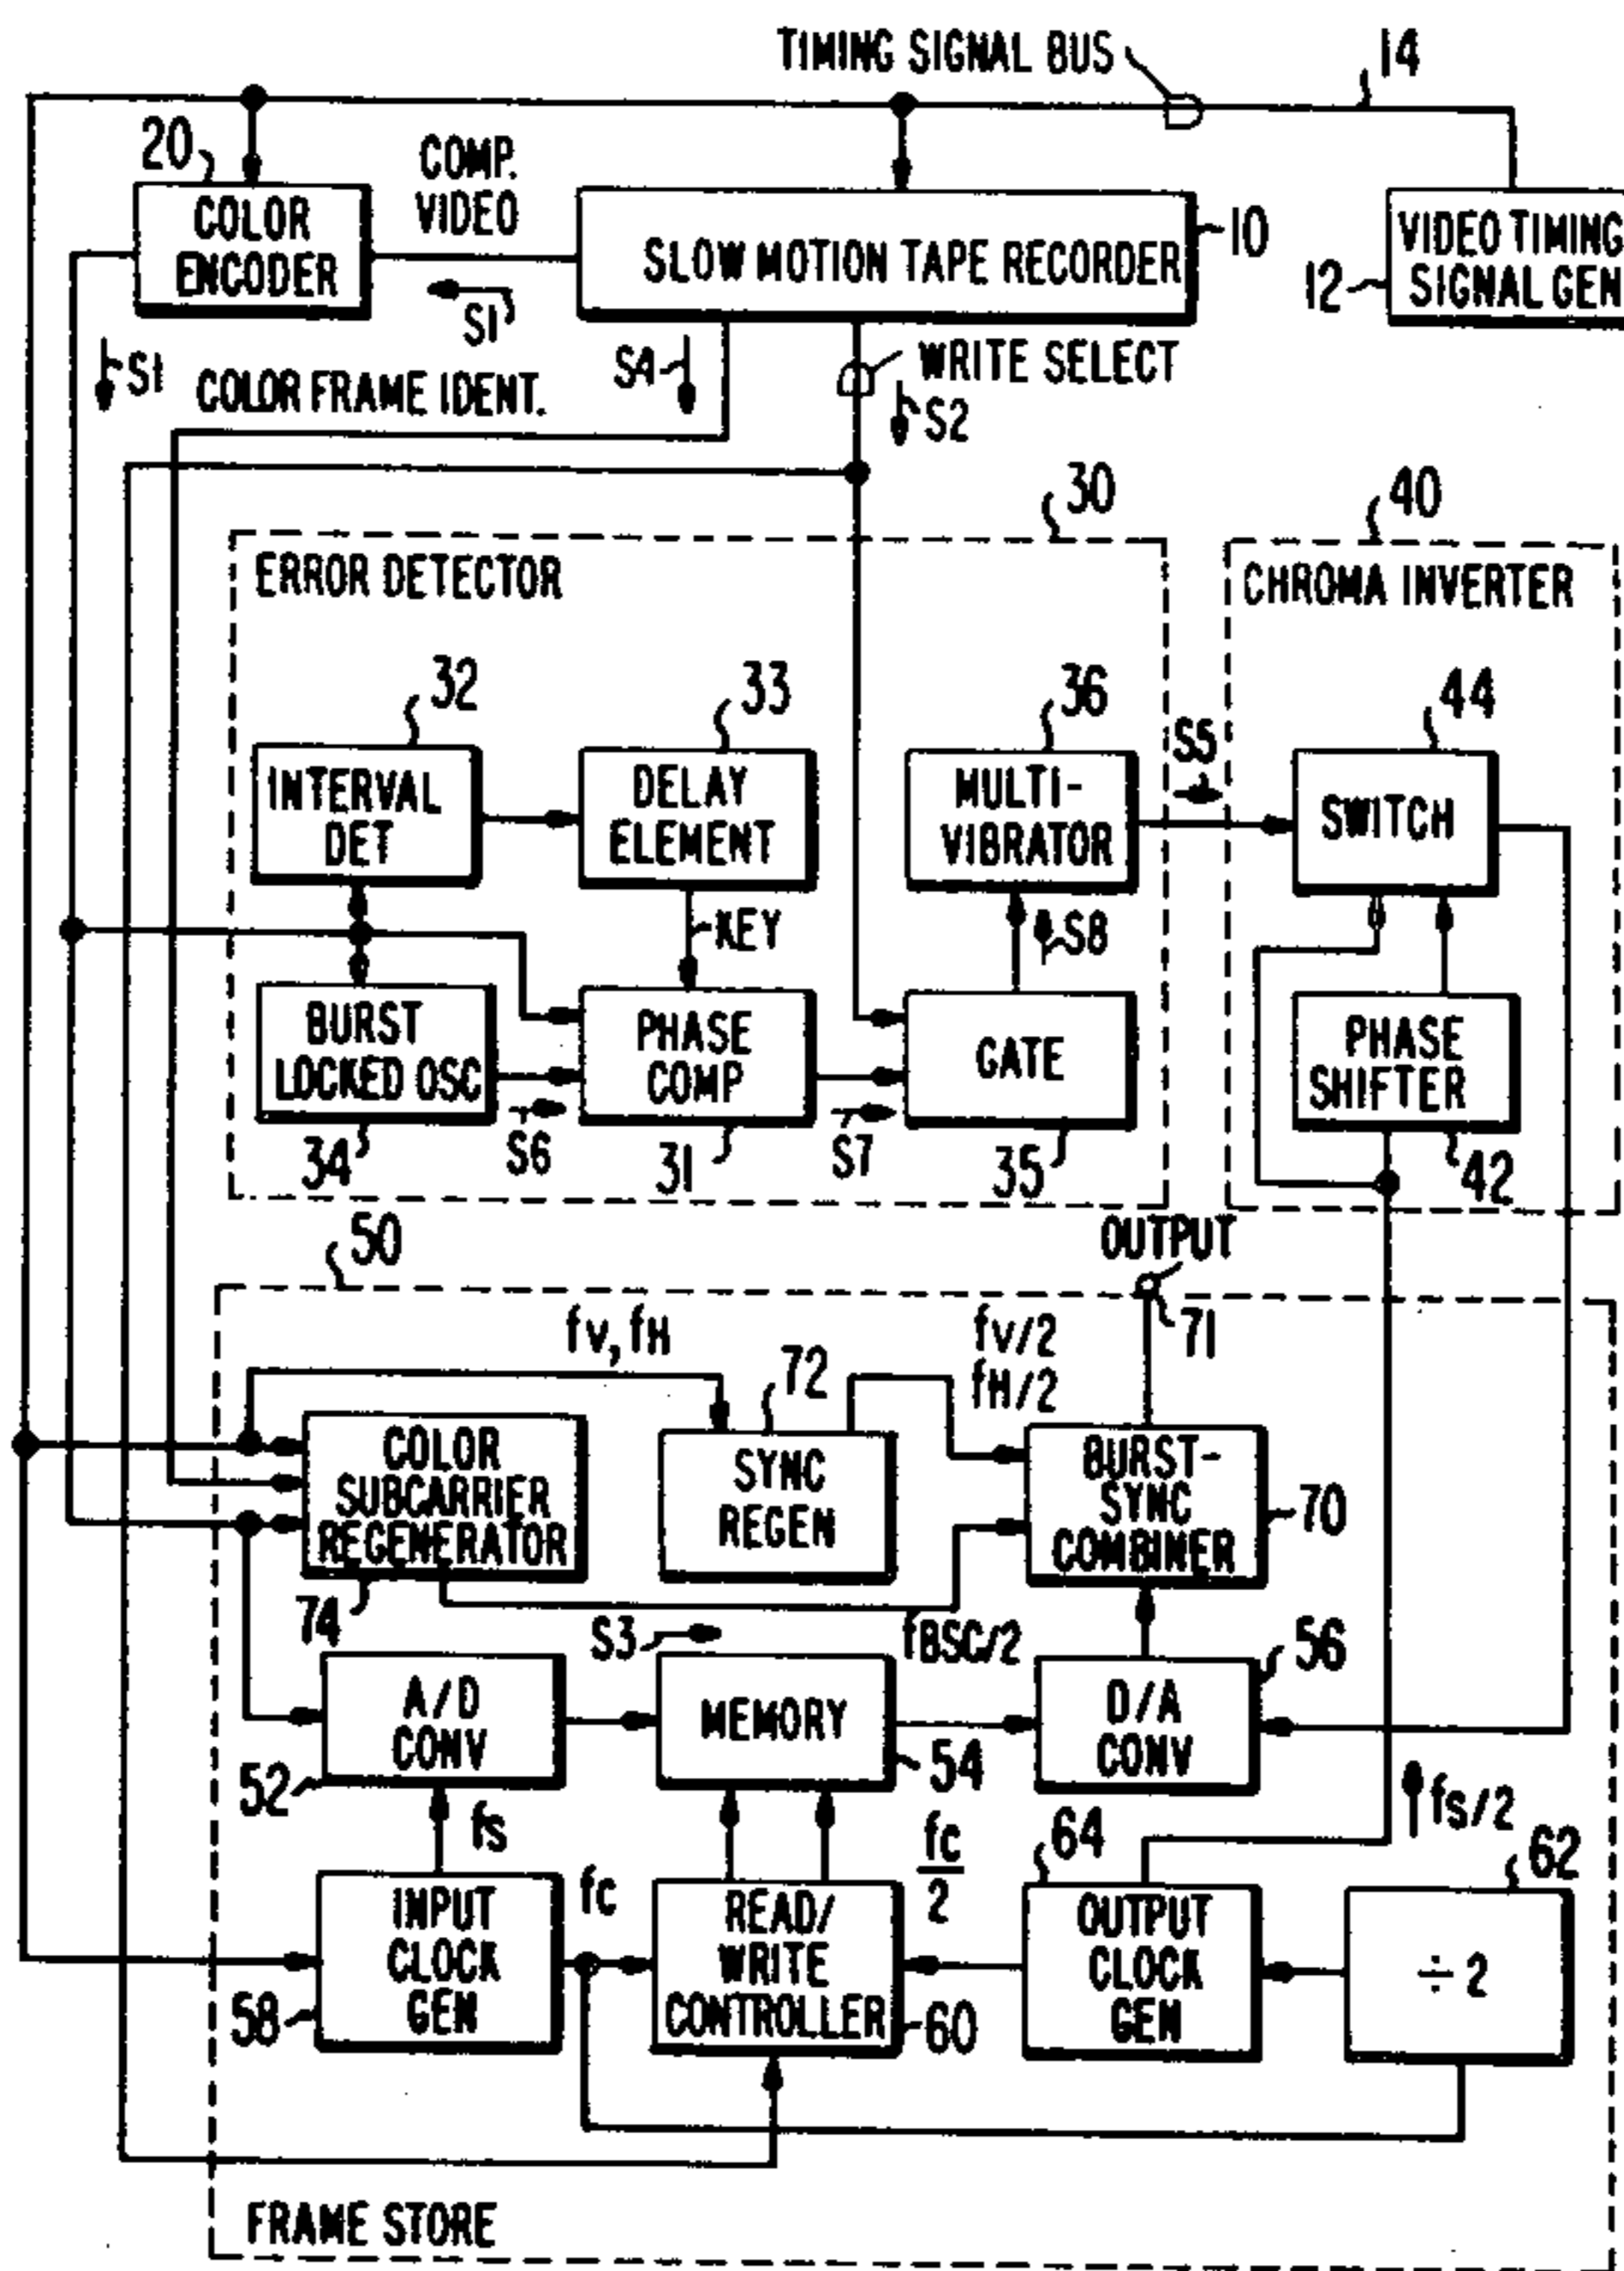 TIMING SIGNAL BUS
14
20
COMP.
VIDEO
COLOR
ENCODER
SLOW MOTION TAPE RECORDER
10
VIDEO TIMING
SIGNAL GEN
12
S1
S1
S4
WRITE SELECT
S2
COLOR FRAME IDENT.
30
40
ERROR DETECTOR
CHROMA INVERTER
32
33
36
44
S5
INTERVAL
DET
DELAY
ELEMENT
MULTI-
VIBRATOR
SWITCH
KEY
S8
BURST
LOCKED OSC
PHASE
COMP
GATE
PHASE
SHIFTER
34
S6
31
S7
35
42
50
OUTPUT
71
fV, fH
72
fV/2
fH/2
COLOR
SUBCARRIER
REGENERATOR
SYNC
REGEN
BURST-
SYNC
COMBINER
70
74
S3
fBSC/2
56
A/D
CONV
MEMORY
D/A
CONV
52
54
fS
fS/2
fC
fC
2
64
62
INPUT
CLOCK
GEN
READ/
WRITE
CONTROLLER
OUTPUT
CLOCK
GEN
÷ 2
58
60
FRAME STORE